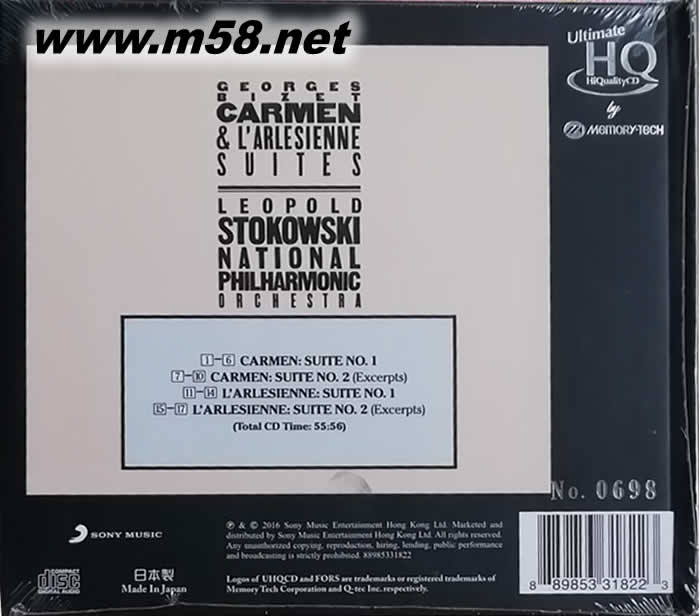 www.m58.net
Ultimate
HQ
HiQualityCD
by
MEMORY-TECH
GEORGES
BIZET
CARMEN
& L'ARLESIENNE
SUITES
LEOPOLD
STOKOWSKI
NATIONAL
PHILHARMONIC
ORCHESTRA
1–6 CARMEN: SUITE NO. 1
7–10 CARMEN: SUITE NO. 2 (Excerpts)
11–14 L'ARLESIENNE: SUITE NO. 1
15–17 L'ARLESIENNE: SUITE NO. 2 (Excerpts)
(Total CD Time: 55:56)
No. 0698
SONY MUSIC
℗ & © 2016 Sony Music Entertainment Hong Kong Ltd. Marketed and
distributed by Sony Music Entertainment Hong Kong Ltd.
Any unauthorized copying, reproduction, hiring, lending, public performance
and broadcasting is strictly prohibited. 88985331822
COMPACT
disc
DIGITAL AUDIO
日本製
Made In Japan
Logos of UHQCD and FORS are trademarks or registered trademarks of
Memory Tech Corporation and Q-tec Inc. respectively.
8 89853 31822 3